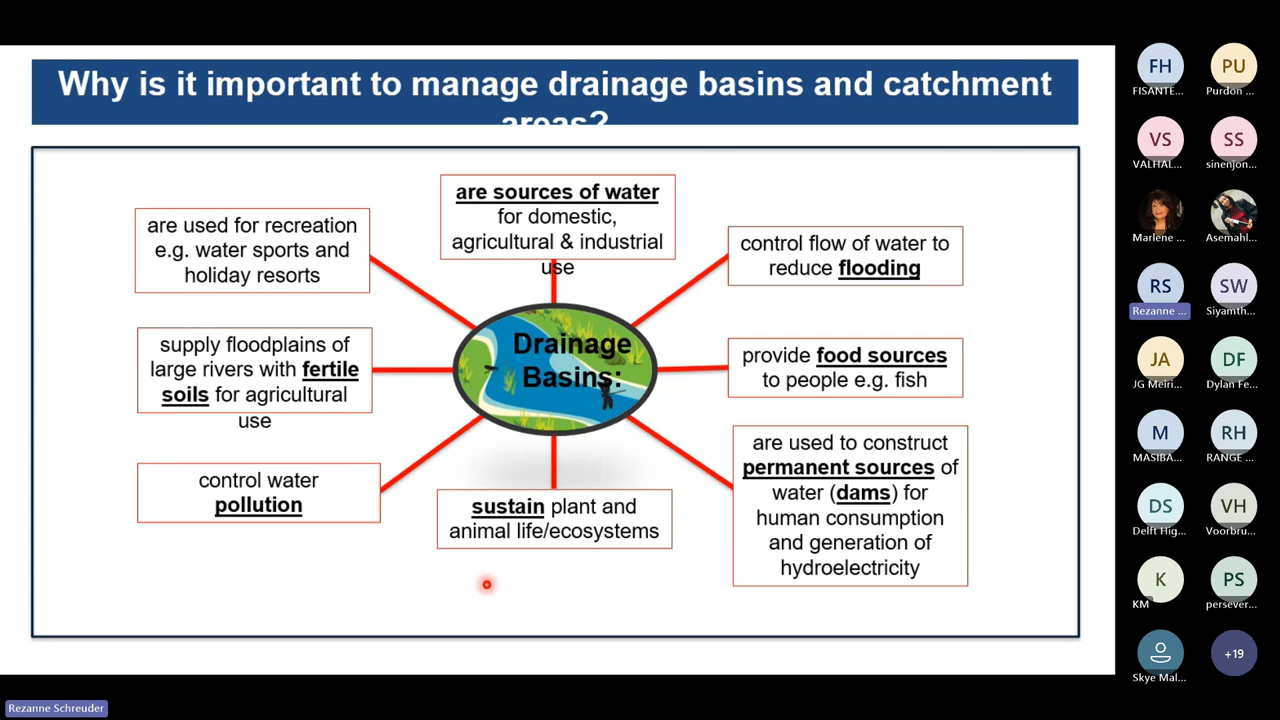 Why is it important to manage drainage basins and catchment
areas?
are used for recreation
e.g. water sports and
holiday resorts
are sources of water
for domestic,
agricultural & industrial
use
control flow of water to
reduce flooding
supply floodplains of
large rivers with fertile
soils for agricultural
use
Drainage
Basins:
provide food sources
to people e.g. fish
control water
pollution
sustain plant and
animal life/ecosystems
are used to construct
permanent sources of
water (dams) for
human consumption
and generation of
hydroelectricity
FH
FISANTE...
PU
Purdon ...
VS
VALHAL...
SS
sinenjon...
Marlene ...
Asemahl...
RS
Rezanne ...
SW
Siyamth...
JA
JG Meiri...
DF
Dylan Fe...
M
MASIBA...
RH
RANGE ...
DS
Delft Hig...
VH
Voorbru...
K
KM
PS
persever...
Skye Mal...
+19
Rezanne Schreuder